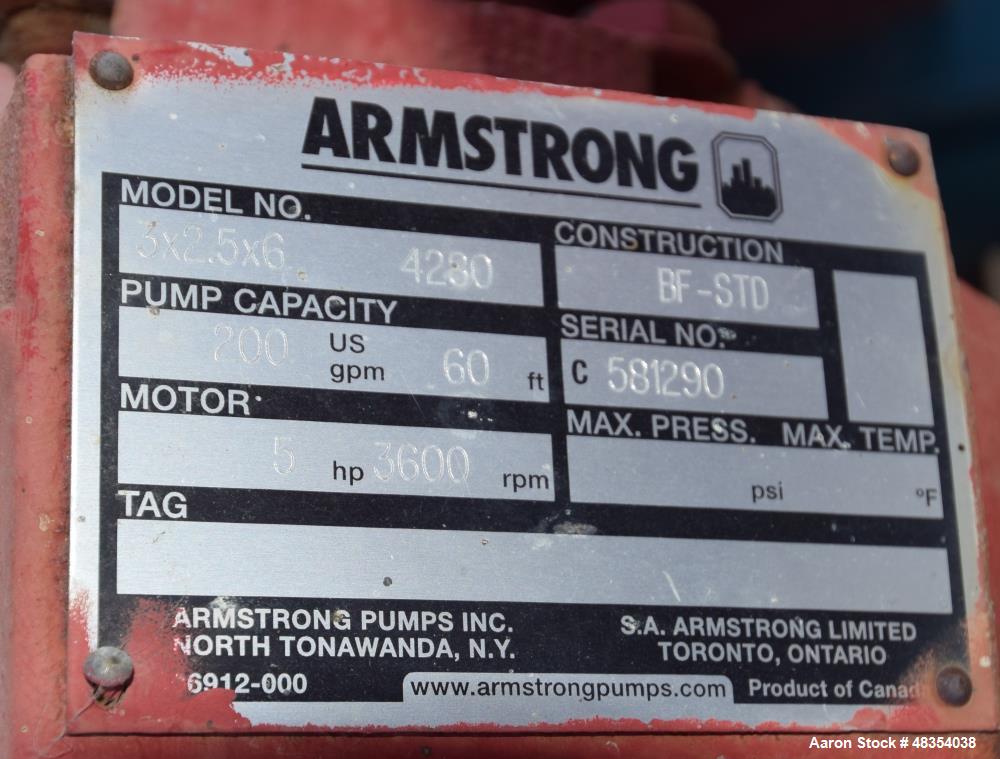 ARMSTRONG
MODEL NO.
3x2.5x6 4280
CONSTRUCTION
BF-STD
PUMP CAPACITY
200 US gpm 60 ft
SERIAL NO.
C 581290
MOTOR
5 hp 3600 rpm
MAX. PRESS. MAX. TEMP.
psi ºF
TAG
ARMSTRONG PUMPS INC.
NORTH TONAWANDA, N.Y.
S.A. ARMSTRONG LIMITED
TORONTO, ONTARIO
6912-000
www.armstrongpumps.com
Product of Canada
Aaron Stock # 48354038